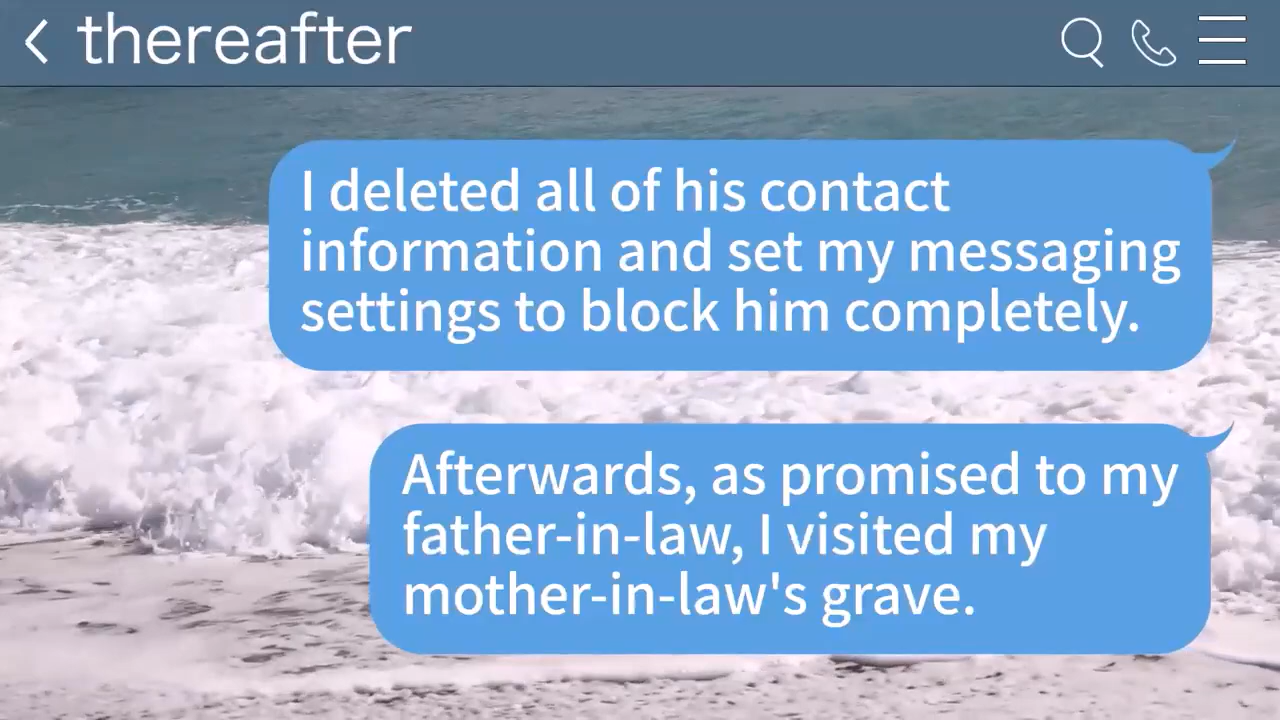 thereafter
I deleted all of his contact
information and set my messaging
settings to block him completely.
Afterwards, as promised to my
father-in-law, I visited my
mother-in-law's grave.